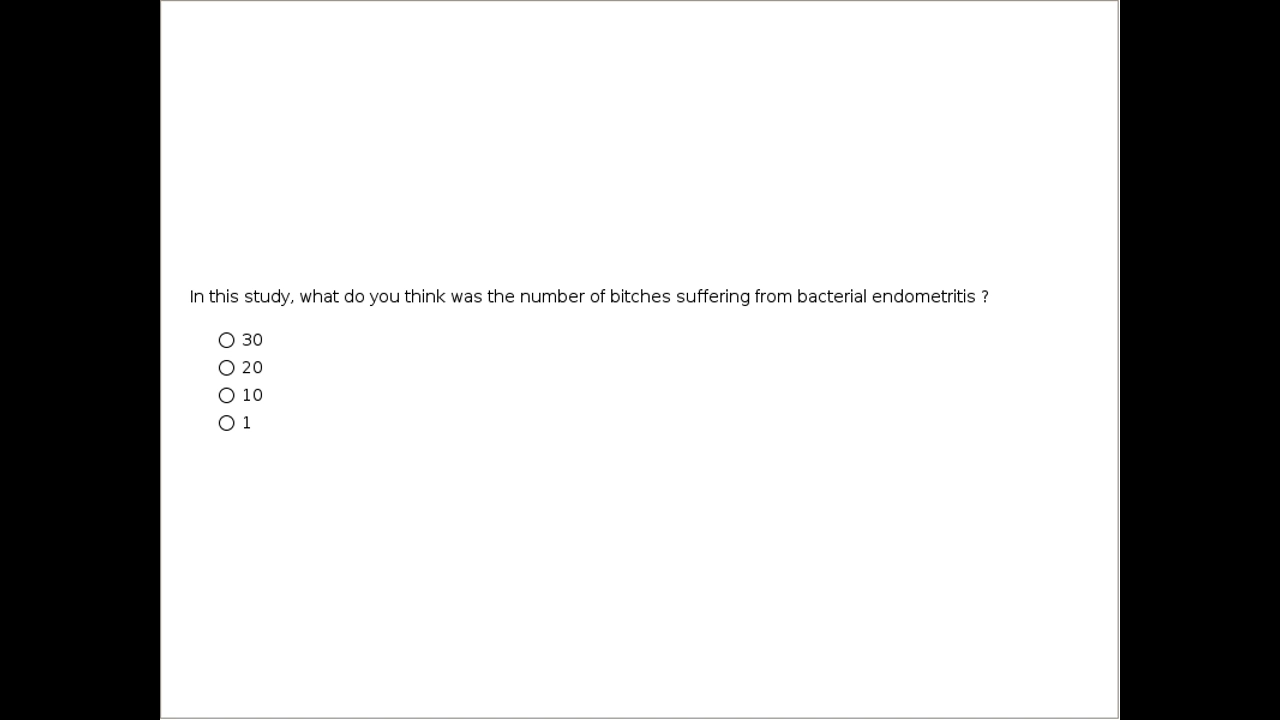 In this study, what do you think was the number of bitches suffering from bacterial endometritis ?
30
20
10
1